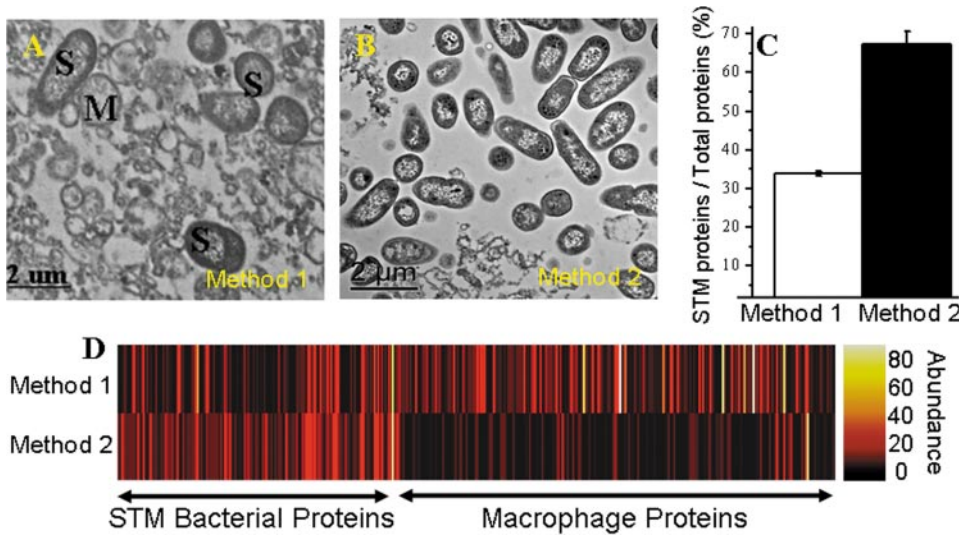 A
S
S
M
S
2 um
Method 1
B
2 μm
Method 2
C
STM proteins / Total proteins (%)
70
60
50
40
30
20
10
Method 1 Method 2
D
Method 1
Method 2
80
60
40
20
0
Abundance
STM Bacterial Proteins
Macrophage Proteins